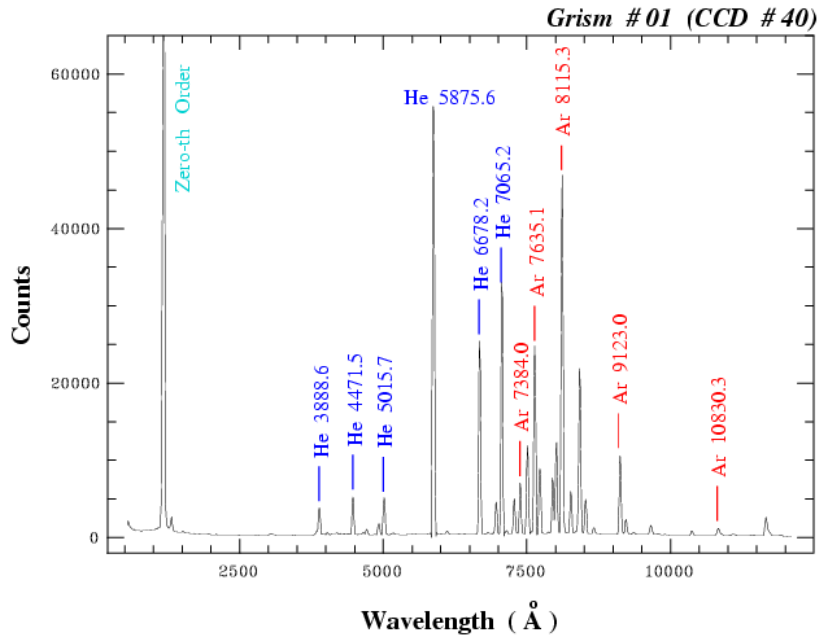 Grism # 01 (CCD # 40)
60000
40000
20000
0
Counts
Zero-th Order
He 3888.6
He 4471.5
He 5015.7
He 5875.6
He 6678.2
He 7065.2
Ar 7384.0
Ar 7635.1
Ar 8115.3
Ar 9123.0
Ar 10830.3
2500
5000
7500
10000
Wavelength ( Å )